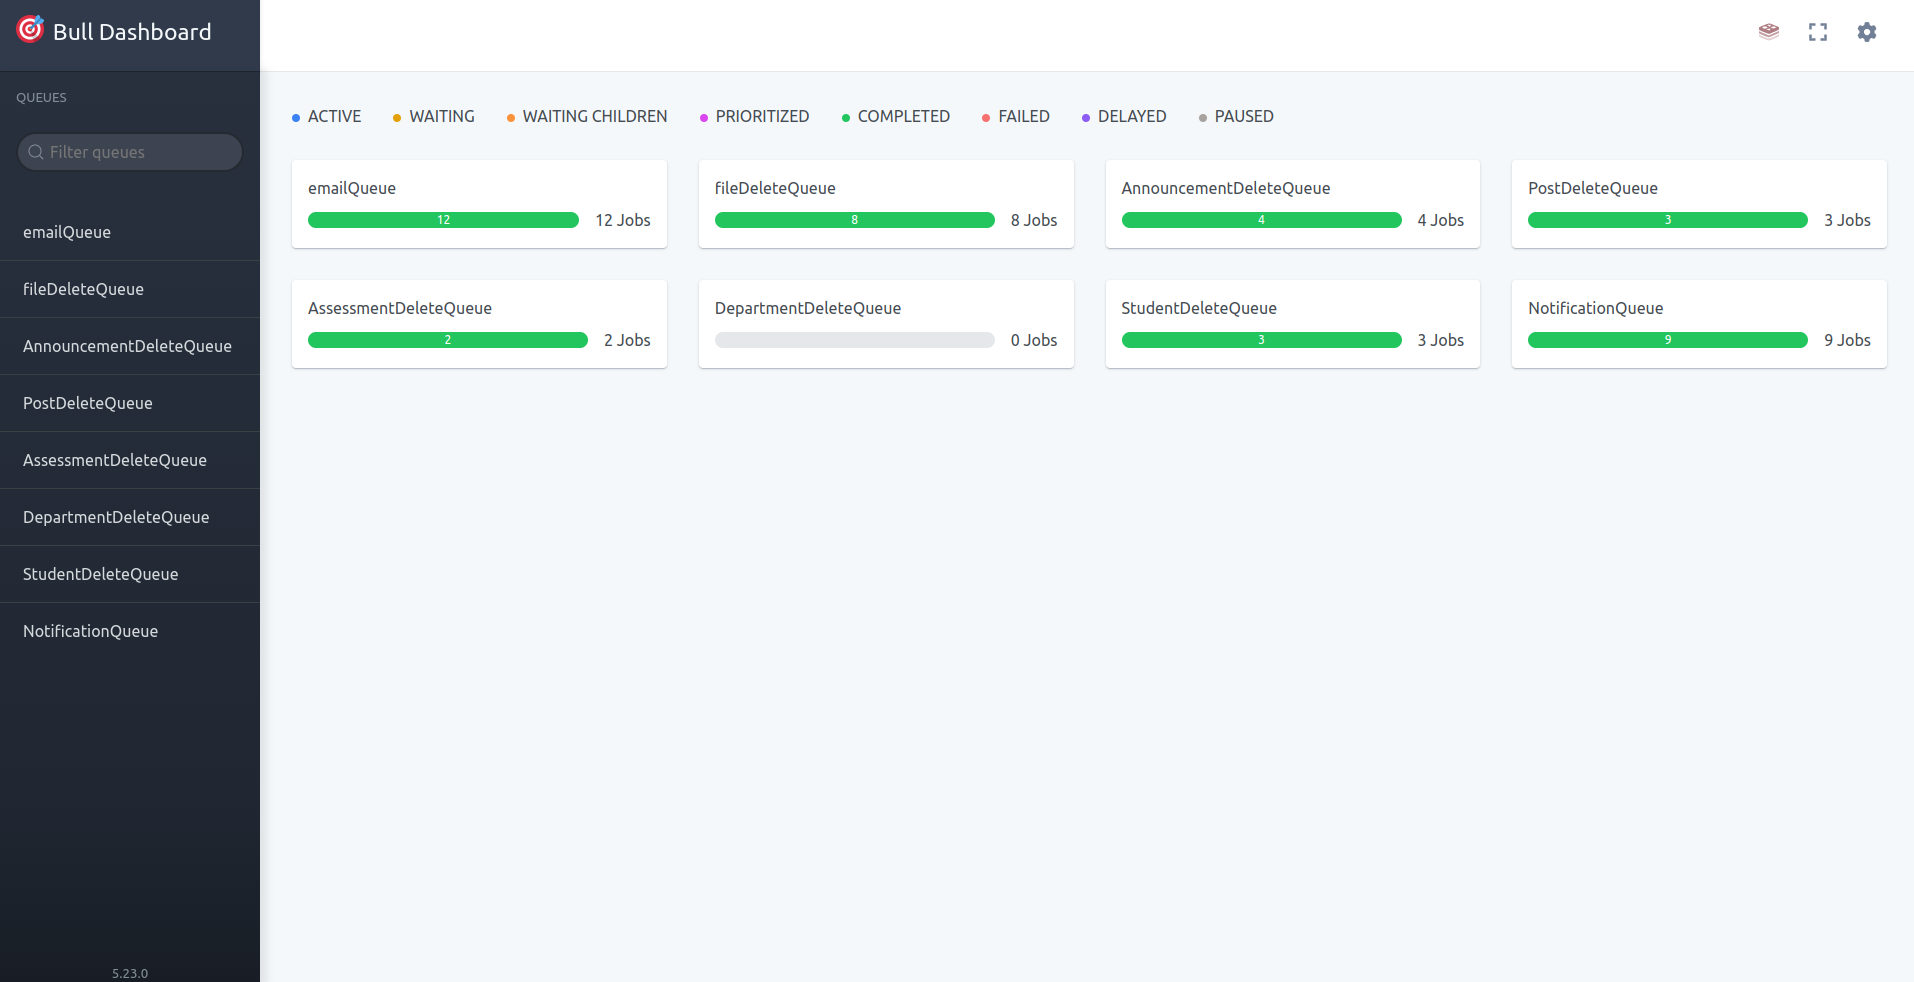 Bull Dashboard
QUEUES
Filter queues
emailQueue
fileDeleteQueue
AnnouncementDeleteQueue
PostDeleteQueue
AssessmentDeleteQueue
DepartmentDeleteQueue
StudentDeleteQueue
NotificationQueue
5.23.0
ACTIVE WAITING WAITING CHILDREN PRIORITIZED COMPLETED FAILED DELAYED PAUSED
emailQueue
12 12 Jobs
fileDeleteQueue
8 8 Jobs
AnnouncementDeleteQueue
4 4 Jobs
PostDeleteQueue
3 3 Jobs
AssessmentDeleteQueue
2 2 Jobs
DepartmentDeleteQueue
0 Jobs
StudentDeleteQueue
3 3 Jobs
NotificationQueue
9 9 Jobs